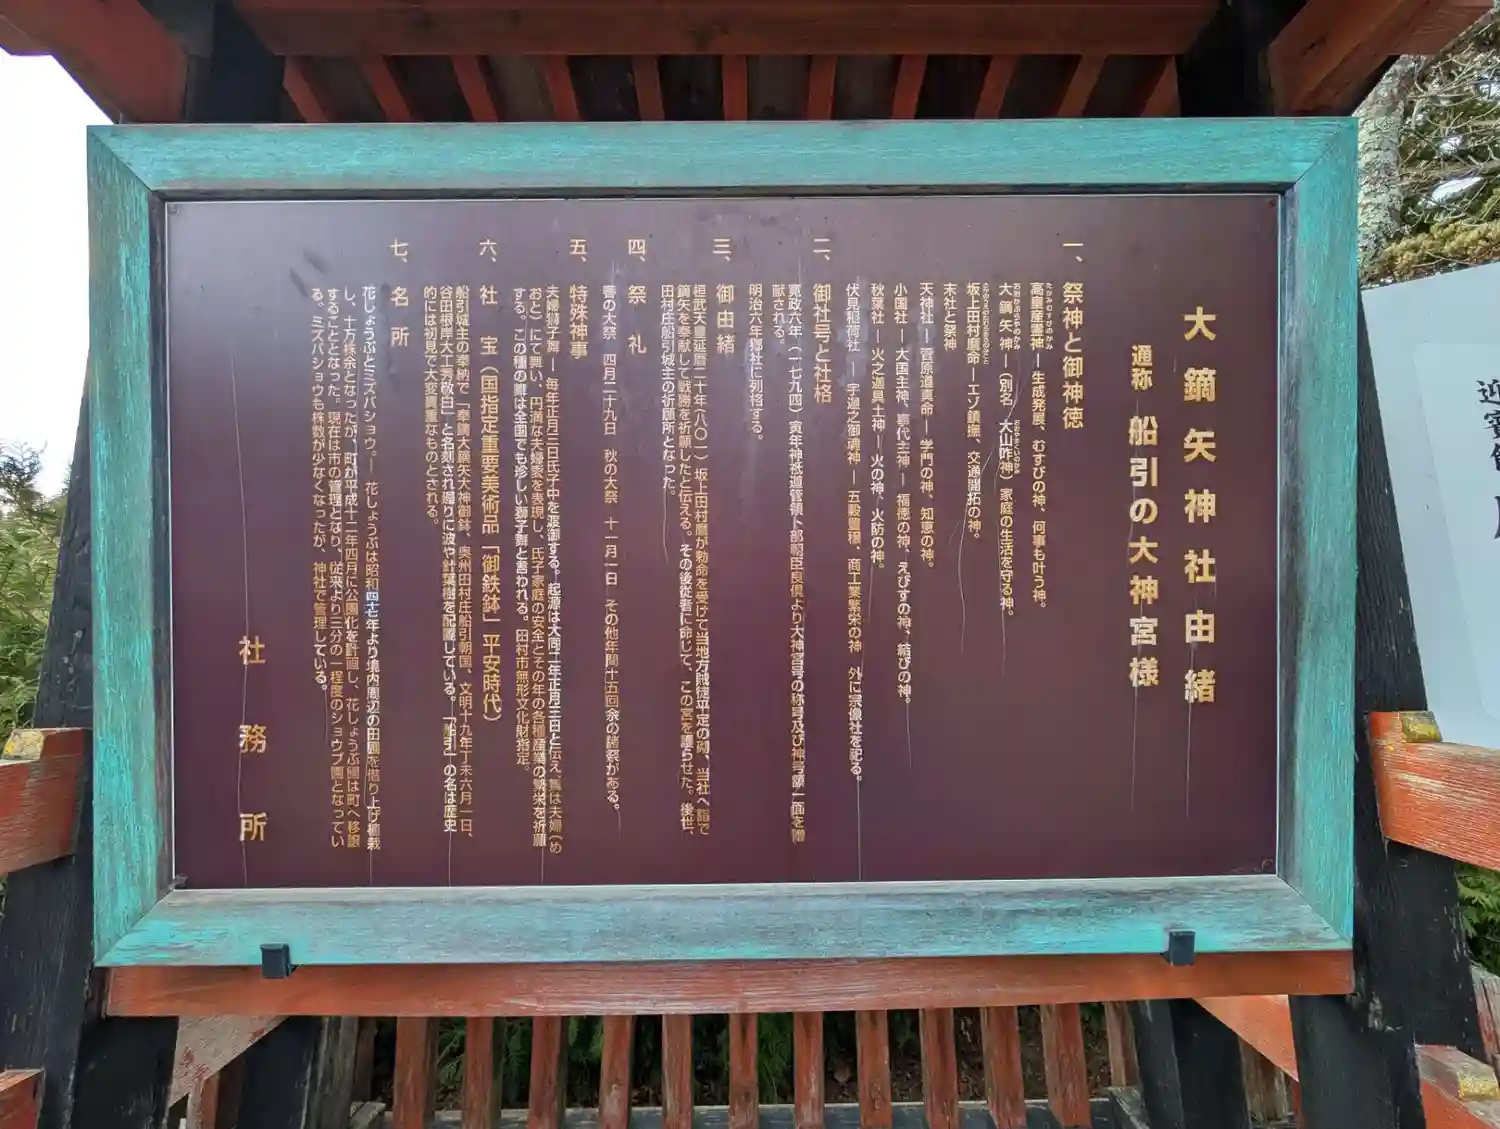 大鏑矢神社由緒
通称 船引の大神宮様
一、祭神と御神徳
高皇産霊神―生成発展、むすびの神、何事も叶う神。
大鏑矢神―(別名 大山咋神)家庭の生活を守る神。
坂上田村麿命―エゾ鎮撫、交通開拓の神。
末社と祭神
天神社―菅原道真命―学門の神、知恵の神。
小国社―大国主神、事代主神―福徳の神、えびすの神、結びの神。
秋葉社―火之迦具土神―火の神、火防の神。
伏見稲荷社―宇迦之御魂神―五穀豊穣、商工業繁栄の神 外に宗像社を祀る。
二、御社号と社格
寛政六年(一七九四)寅年神祇道管領卜部朝臣良倶より大神宮号の称号及び神号額一面を贈
献される。
明治六年郷社に列格する。
三、御由緒
桓武天皇延暦二十年(八〇一)坂上田村麿が勅命を受けて当地方賊徒平定の砌、当社へ詣で
鏑矢を奉献して戦勝を祈願したと伝える。その後従者に命じて、この宮を護らせた。後世、
田村庄船引城主の祈願所となった。
四、祭礼
春の大祭 四月二十九日 秋の大祭 十一月一日 その他年間十五回余の諸祭がある。
五、特殊神事
夫婦獅子舞―毎年正月三日氏子中を渡御する。起源は大同二年正月三日と伝え、舞は夫婦(め
おと)にて舞い、円満な夫婦愛を表現し、氏子家庭の安全とその年の各種産業の繁栄を祈願
する。この種の舞は全国でも珍しい獅子舞と言われる。田村市無形文化財指定。
六、社宝(国指定重要美術品「御鉄鉢」平安時代)
船引城主の奉納で「奉鏑大鏑矢大神御鉢、奥州田村庄船引朝国、文明十九年丁未六月一日、
谷田根岸大工秀敬白」と名刻され廻りに波や針葉樹を配置している。「船引」の名は歴史
的には初見で大変貴重なものとされる。
七、名所
花しょうぶとミズバショウ。―花しょうぶは昭和四七年より境内周辺の田圃を借り上げ植栽
し、十万株余となったが、町が平成十二年四月に公園化を計画し、花しょうぶ園は町へ移譲
することとなった。現在は市の管理となり、従来より三分の一程度のショウブ園となってい
る。ミズバショウも株数が少なくなったが、神社で管理している。
社務所
迎賓館